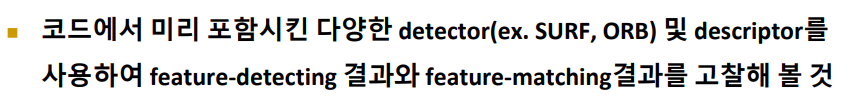 코드에서 미리 포함시킨 다양한 detector(ex. SURF, ORB) 및 descriptor를
사용하여 feature-detecting 결과와 feature-matching결과를 고찰해 볼 것